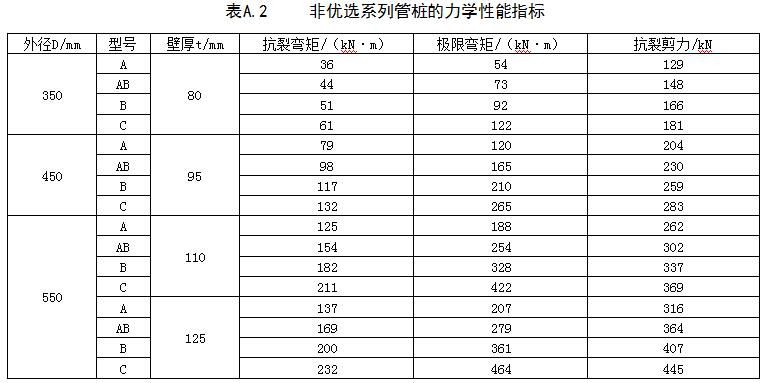 表A.2 非优选系列管桩的力学性能指标
外径D/mm 型号 壁厚t/mm 抗裂弯矩/(kN·m) 极限弯矩/(kN·m) 抗裂剪力/kN
350 A 80 36 54 129
AB 44 73 148
B 51 92 166
C 61 122 181
450 A 95 79 120 204
AB 98 165 230
B 117 210 259
C 132 265 283
550 A 110 125 188 262
AB 154 254 302
B 182 328 337
C 211 422 369
A 125 137 207 316
AB 169 279 364
B 200 361 407
C 232 464 445